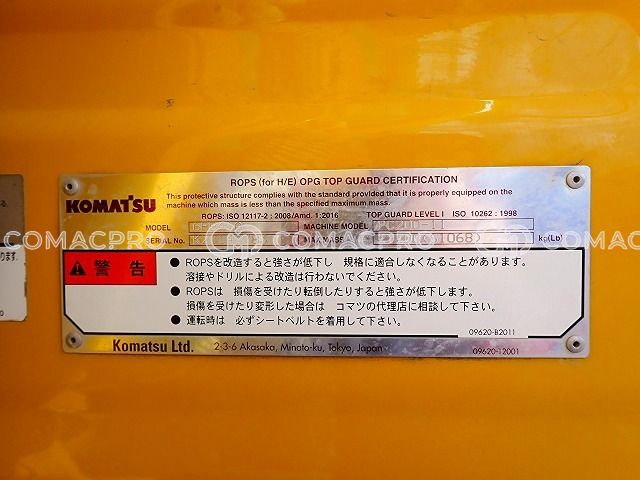 ROPS (for H/E) OPG TOP GUARD CERTIFICATION
KOMATSU
This protective structure complies with the standard provided that it is properly equipped on the
machine which mass is less than the specified maximum mass.
ROPS: ISO 12117-2 : 2008/Amd. 1:2016 TOP GUARD LEVEL I ISO 10262 : 1998
MODEL MACHINE MODEL
SERIAL No. MAX MASS kg(Lb)
COMACPRO COMACPRO COMACPRO
警 告
● ROPSを改造すると強さが低下し 規格に適合しなくなることがあります。
溶接やドリルによる改造は行わないでください。
● ROPSは 損傷を受けたり転倒したりすると強さが低下します。
損傷を受けたり変形した場合は コマツの代理店に相談して下さい。
● 運転時は 必ずシートベルトを着用して下さい。
09620-B2011
Komatsu Ltd. 2-3-6 Akasaka, Minato-ku, Tokyo, Japan 09620-12001